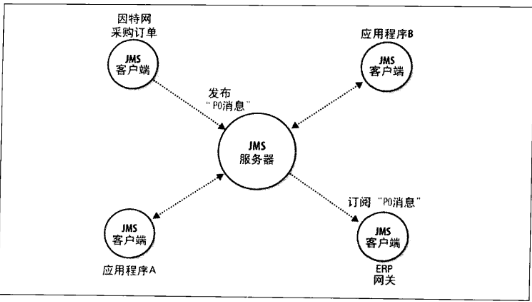 因特网
采购订单
JMS
客户端
应用程序B
JMS
客户端
发布
“PO消息”
JMS
服务器
订阅“PO消息”
JMS
客户端
应用程序A
JMS
客户端
ERP
网关